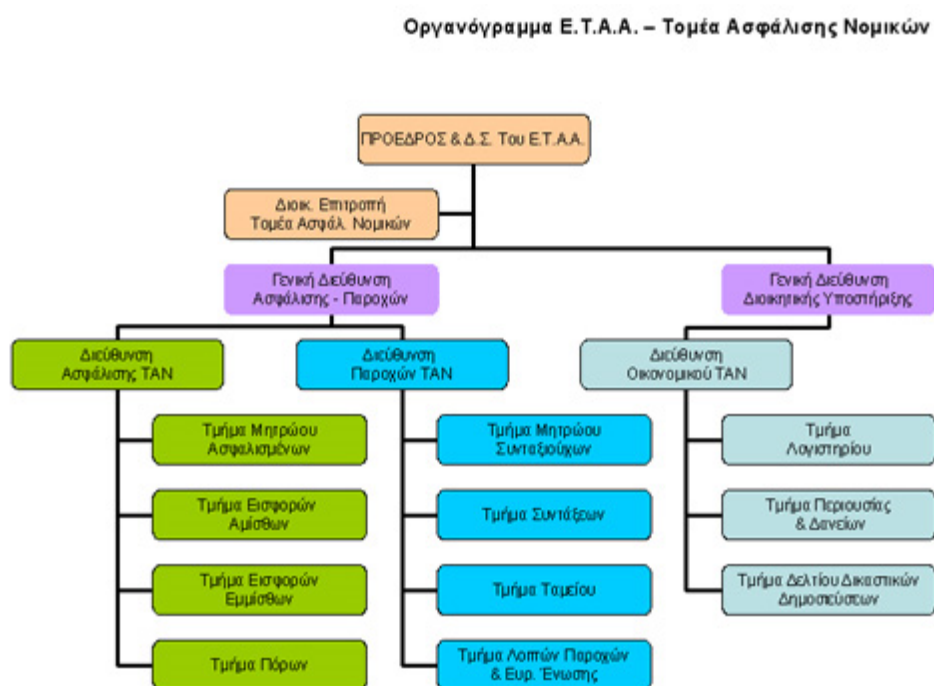 Οργανόγραμμα Ε.Τ.Α.Α. – Τομέα Ασφάλισης Νομικών
ΠΡΟΕΔΡΟΣ & Δ.Σ. Του Ε.Τ.Α.Α.
Διοικ. Επιτροπή
Τομέα Ασφάλ. Νομικών
Γενική Διεύθυνση
Ασφάλισης - Παροχών
Γενική Διεύθυνση
Διοικητικής Υποστήριξης
Διεύθυνση
Ασφάλισης ΤΑΝ
Διεύθυνση
Παροχών ΤΑΝ
Διεύθυνση
Οικονομικού ΤΑΝ
Τμήμα Μητρώου
Ασφαλισμένων
Τμήμα Εισφορών
Αμίσθων
Τμήμα Εισφορών
Εμμίσθων
Τμήμα Πόρων
Τμήμα Μητρώου
Συνταξιούχων
Τμήμα Συντάξεων
Τμήμα Ταμείου
Τμήμα Λοπτών Παροχών
& Ευρ. Ένωσης
Τμήμα
Λογιστηρίου
Τμήμα Περιουσίας
& Δανείων
Τμήμα Δελτίου Δικαστικών
Δημοσιεύσεων